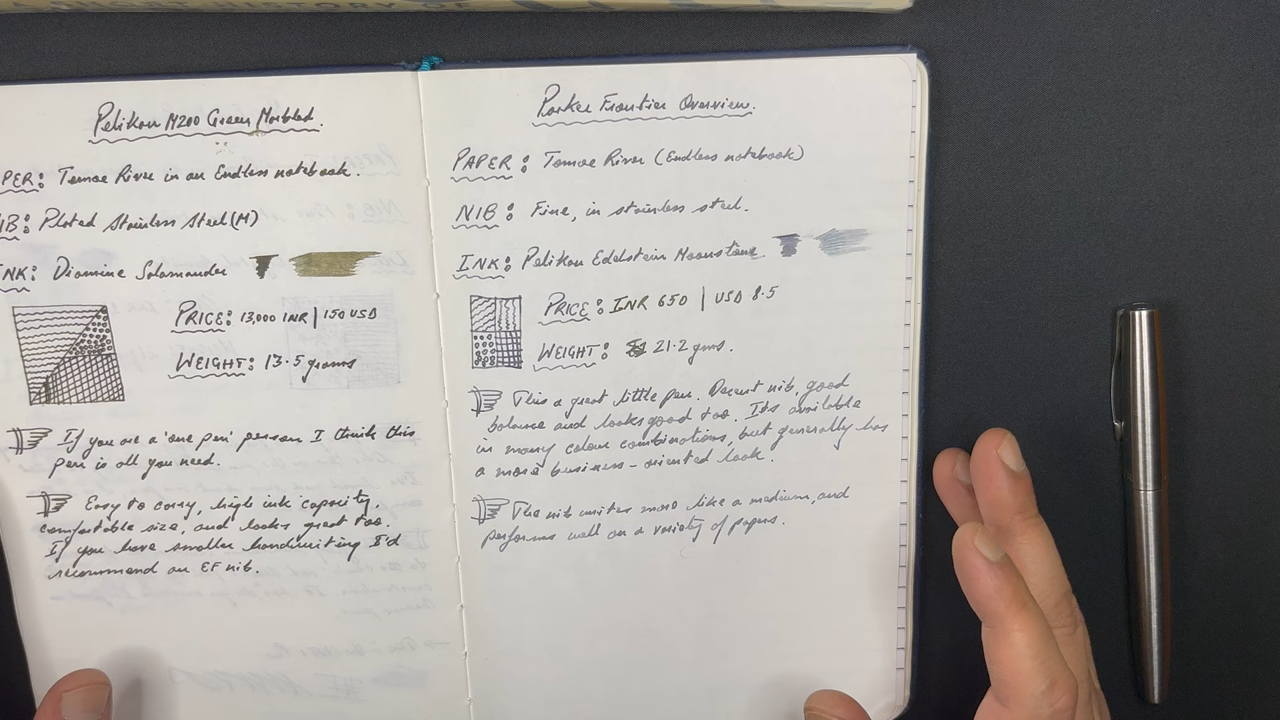 A SHORT HISTORY OF
Pelikan M200 Green Marbled.
PER: Tomoe River in an Endless notebook.
IB: Plated Stainless Steel (M)
INK: Diamine Salamander
PRICE: 13,000 INR | 150 USD
WEIGHT: 13.5 grams
If you are a 'one pen' person I think this
pen is all you need.
Easy to carry, high ink capacity,
comfortable size, and looks great too.
If you have smaller handwriting I'd
recommend an EF nib.
Parker Frontier Overview.
PAPER: Tomoe River (Endless notebook)
NIB: Fine, in stainless steel.
INK: Pelikan Edelstein Moonstone.
PRICE: INR 650 | USD 8.5
WEIGHT: 21.2 gms.
This a great little pen. Decent nib, good
balance and looks good too. Its available
in many colour combinations, but generally has
a more business-oriented look.
The nib writes more like a medium, and
performs well on a variety of papers.